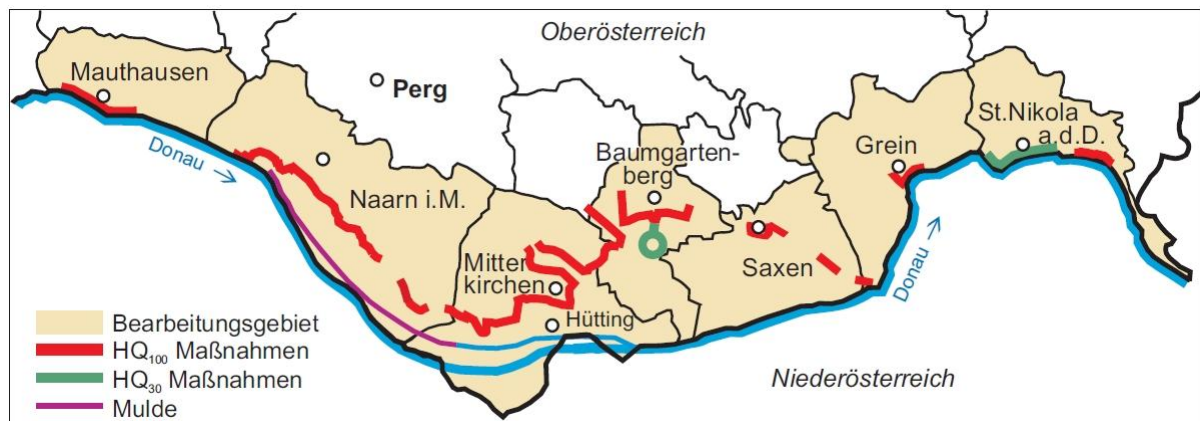 Oberösterreich
Mauthausen
Perg
St.Nikola
a.d.D.
Grein
Baumgarten-
berg
Donau →
Naarn i.M.
Mitter
kirchen
Saxen
Donau →
Hütting
Bearbeitungsgebiet
HQ100 Maßnahmen
HQ30 Maßnahmen
Mulde
Niederösterreich